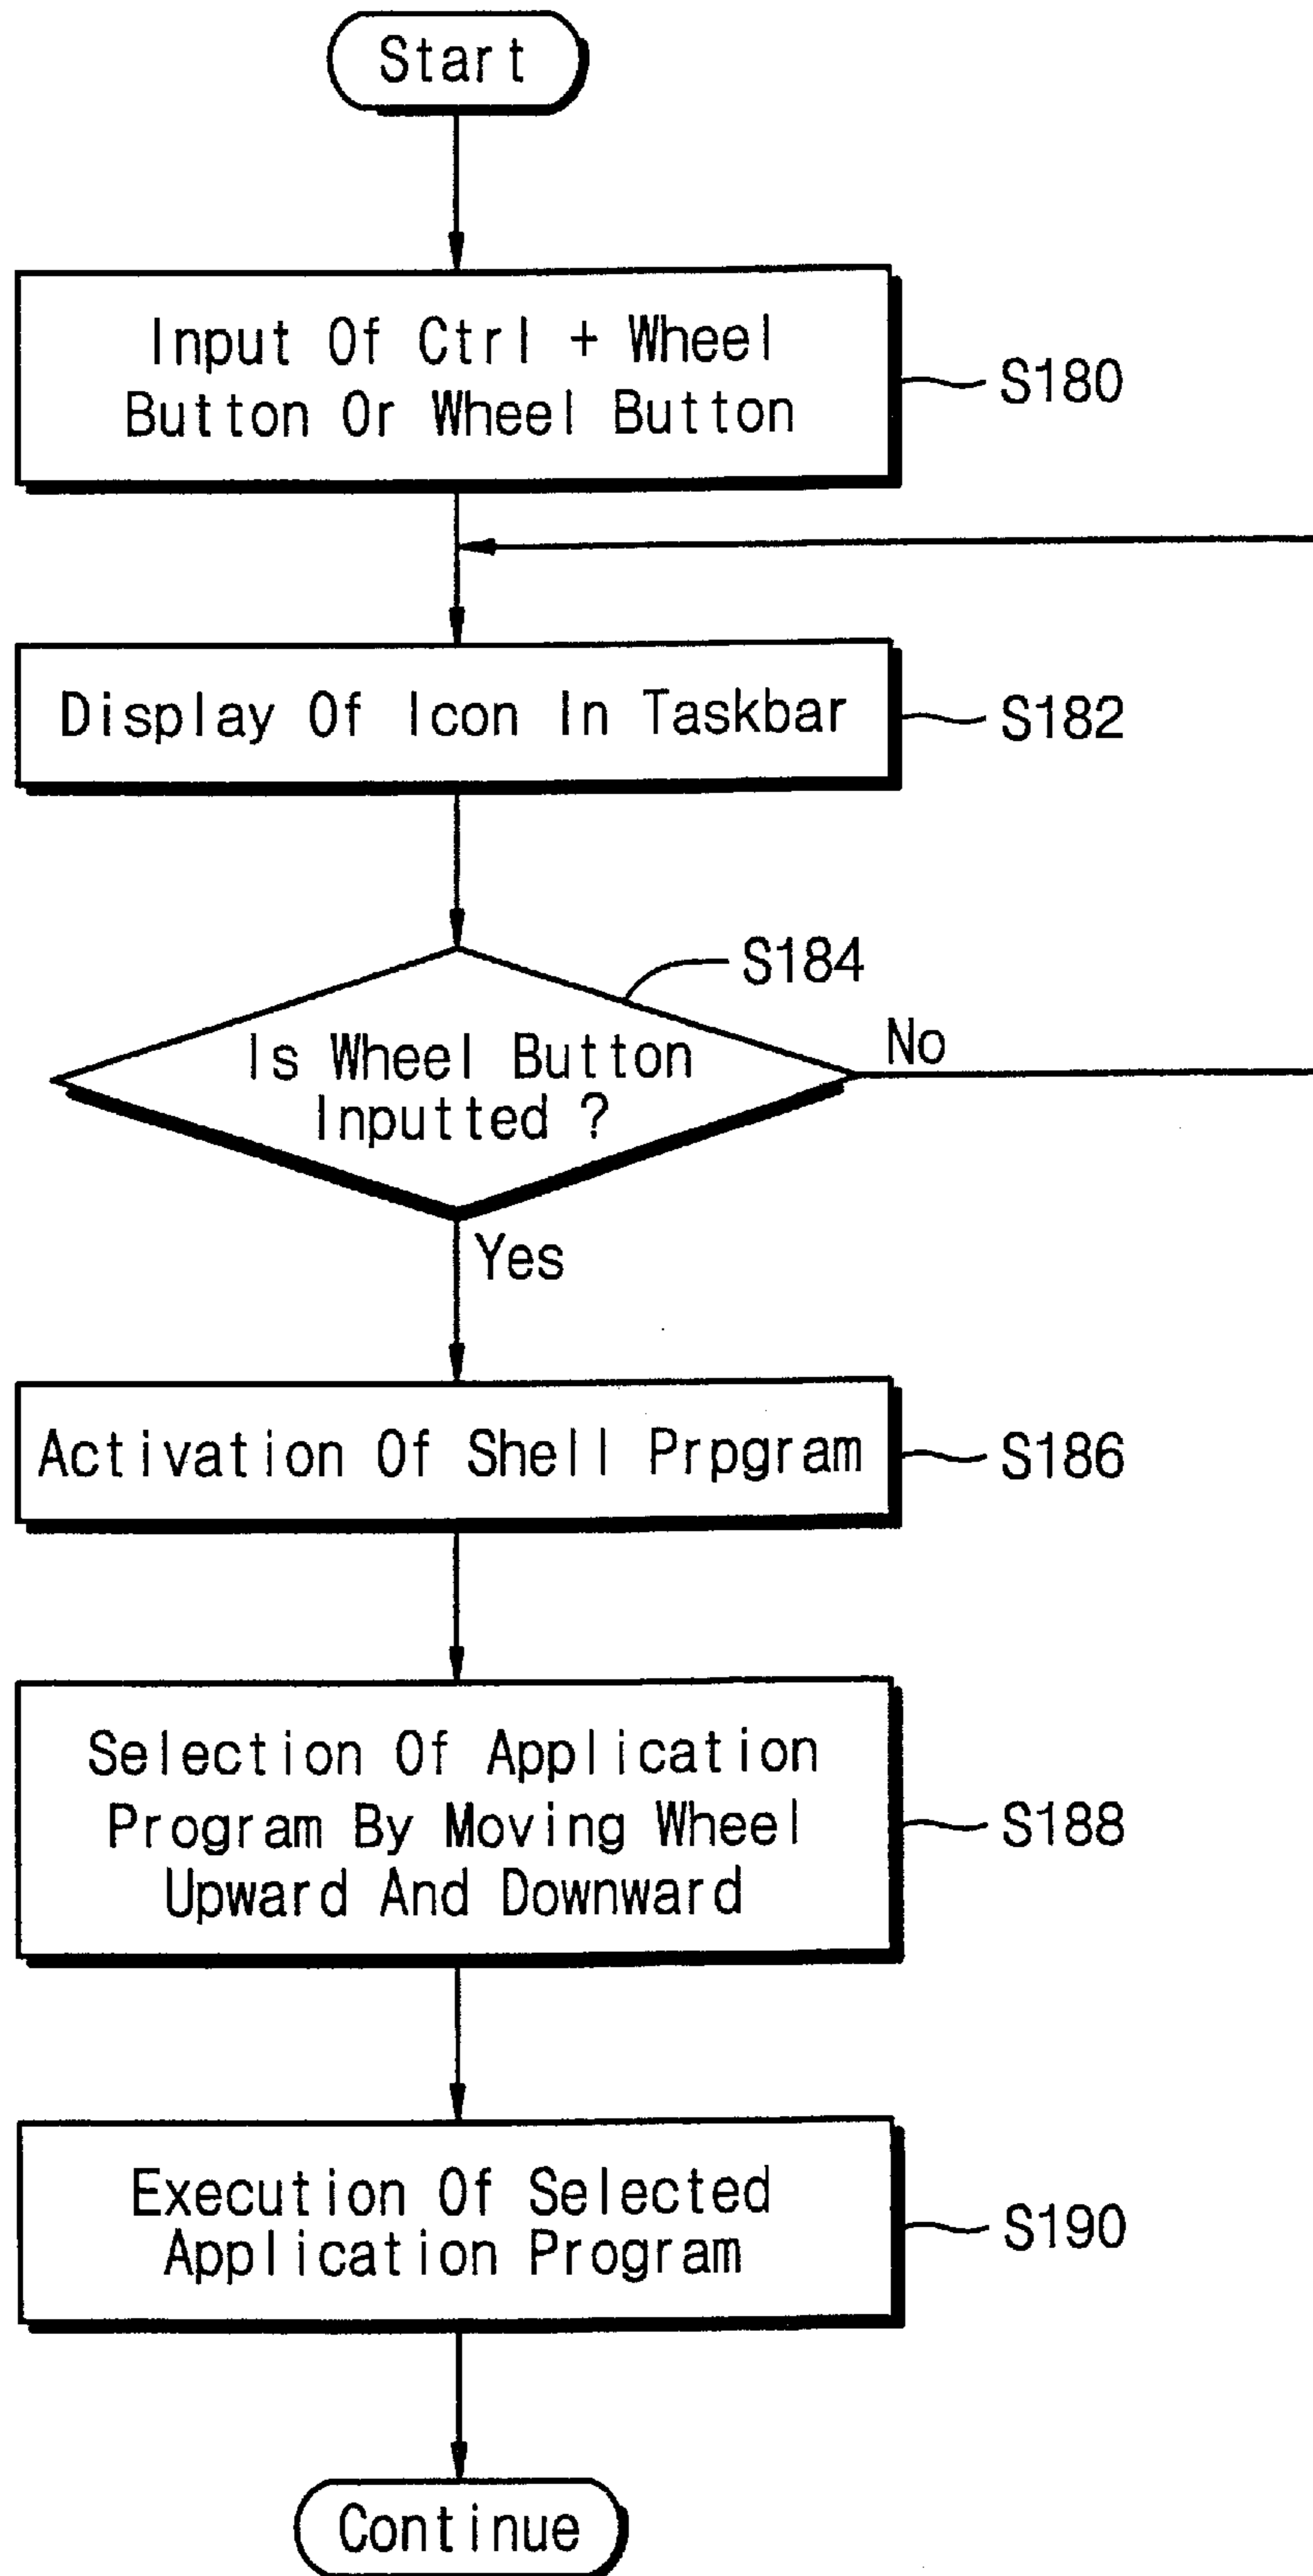 Start
Input Of Ctrl + Wheel
Button Or Wheel Button
S180
Display Of Icon In Taskbar
S182
S184
Is Wheel Button
Inputted ?
No
Yes
Activation Of Shell Prpgram
S186
Selection Of Application
Program By Moving Wheel
Upward And Downward
S188
Execution Of Selected
Application Program
S190
Continue